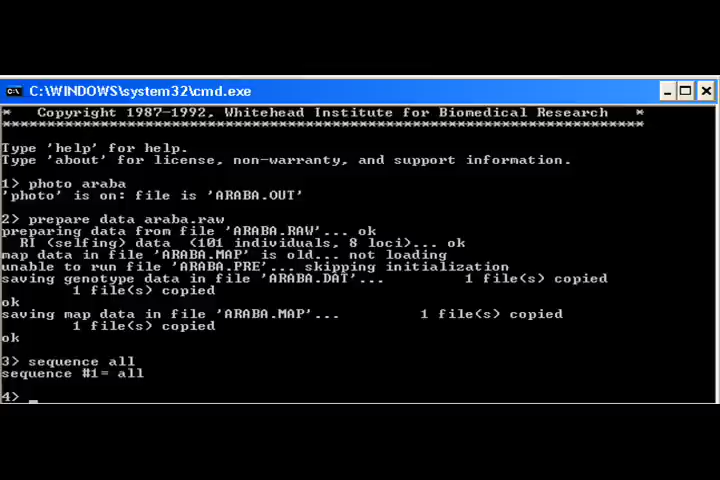 C:\WINDOWS\system32\cmd.exe
*   Copyright 1987-1992, Whitehead Institute for Biomedical Research   *
************************************************************************
Type 'help' for help.
Type 'about' for license, non-warranty, and support information.
1> photo araba
'photo' is on: file is 'ARABA.OUT'
2> prepare data araba.raw
preparing data from file 'ARABA.RAW'... ok
RI (selfing) data  (101 individuals, 8 loci)... ok
map data in file 'ARABA.MAP' is old... not loading
unable to run file 'ARABA.PRE'... skipping initialization
saving genotype data in file 'ARABA.DAT'...          1 file(s) copied
1 file(s) copied
ok
saving map data in file 'ARABA.MAP'...          1 file(s) copied
1 file(s) copied
ok
3> sequence all
sequence #1= all
4> _